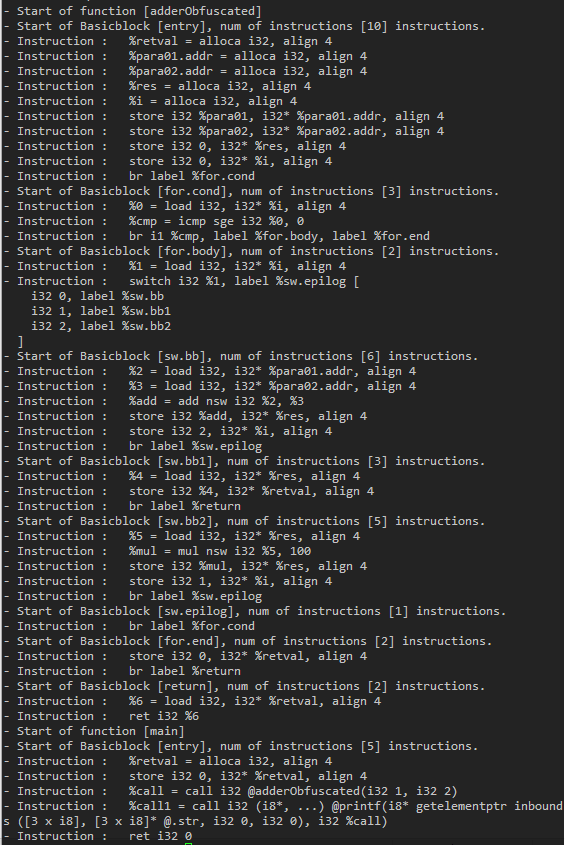 - Start of function [adderObfuscated]
- Start of Basicblock [entry], num of instructions [10] instructions.
- Instruction :   %retval = alloca i32, align 4
- Instruction :   %para01.addr = alloca i32, align 4
- Instruction :   %para02.addr = alloca i32, align 4
- Instruction :   %res = alloca i32, align 4
- Instruction :   %i = alloca i32, align 4
- Instruction :   store i32 %para01, i32* %para01.addr, align 4
- Instruction :   store i32 %para02, i32* %para02.addr, align 4
- Instruction :   store i32 0, i32* %res, align 4
- Instruction :   store i32 0, i32* %i, align 4
- Instruction :   br label %for.cond
- Start of Basicblock [for.cond], num of instructions [3] instructions.
- Instruction :   %0 = load i32, i32* %i, align 4
- Instruction :   %cmp = icmp sge i32 %0, 0
- Instruction :   br i1 %cmp, label %for.body, label %for.end
- Start of Basicblock [for.body], num of instructions [2] instructions.
- Instruction :   %1 = load i32, i32* %i, align 4
- Instruction :   switch i32 %1, label %sw.epilog [
    i32 0, label %sw.bb
    i32 1, label %sw.bb1
    i32 2, label %sw.bb2
  ]
- Start of Basicblock [sw.bb], num of instructions [6] instructions.
- Instruction :   %2 = load i32, i32* %para01.addr, align 4
- Instruction :   %3 = load i32, i32* %para02.addr, align 4
- Instruction :   %add = add nsw i32 %2, %3
- Instruction :   store i32 %add, i32* %res, align 4
- Instruction :   store i32 2, i32* %i, align 4
- Instruction :   br label %sw.epilog
- Start of Basicblock [sw.bb1], num of instructions [3] instructions.
- Instruction :   %4 = load i32, i32* %res, align 4
- Instruction :   store i32 %4, i32* %retval, align 4
- Instruction :   br label %return
- Start of Basicblock [sw.bb2], num of instructions [5] instructions.
- Instruction :   %5 = load i32, i32* %res, align 4
- Instruction :   %mul = mul nsw i32 %5, 100
- Instruction :   store i32 %mul, i32* %res, align 4
- Instruction :   store i32 1, i32* %i, align 4
- Instruction :   br label %sw.epilog
- Start of Basicblock [sw.epilog], num of instructions [1] instructions.
- Instruction :   br label %for.cond
- Start of Basicblock [for.end], num of instructions [2] instructions.
- Instruction :   store i32 0, i32* %retval, align 4
- Instruction :   br label %return
- Start of Basicblock [return], num of instructions [2] instructions.
- Instruction :   %6 = load i32, i32* %retval, align 4
- Instruction :   ret i32 %6
- Start of function [main]
- Start of Basicblock [entry], num of instructions [5] instructions.
- Instruction :   %retval = alloca i32, align 4
- Instruction :   store i32 0, i32* %retval, align 4
- Instruction :   %call = call i32 @adderObfuscated(i32 1, i32 2)
- Instruction :   %call1 = call i32 (i8*, ...) @printf(i8* getelementptr inbound
s ([3 x i8], [3 x i8]* @.str, i32 0, i32 0), i32 %call)
- Instruction :   ret i32 0